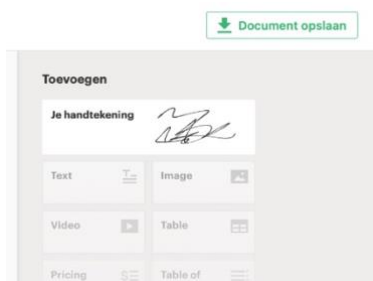 Document opslaan
Toevoegen
Je handtekening
Text
Image
Video
Table
Pricing
Table of